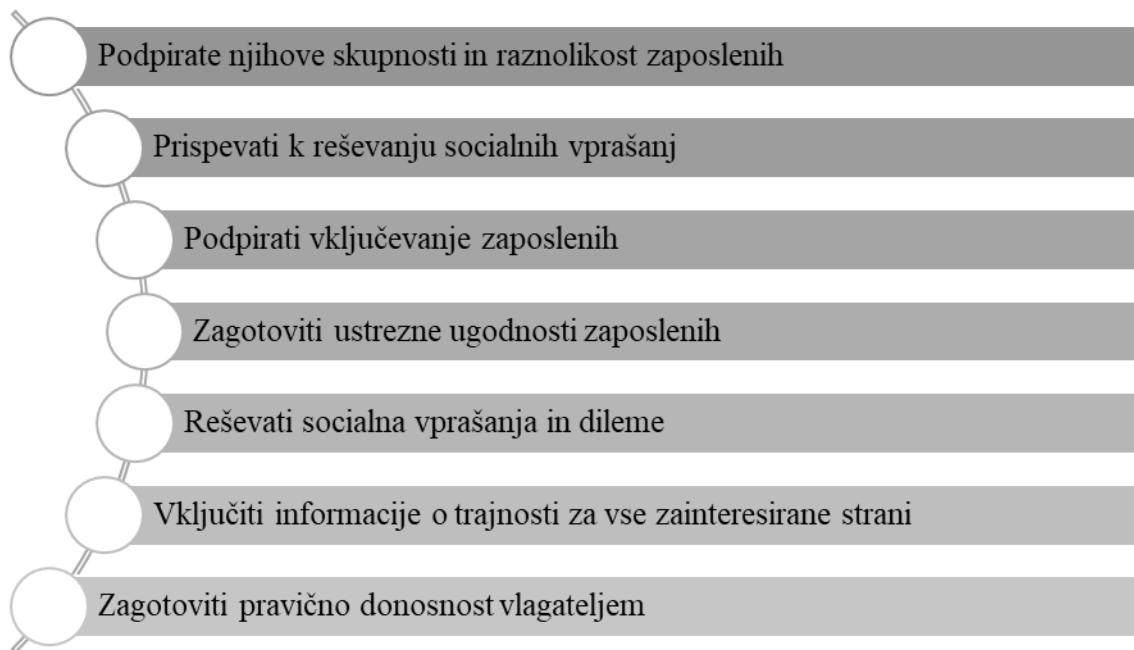 Podpirate njihove skupnosti in raznolikost zaposlenih
Prispevati k reševanju socialnih vprašanj
Podpirati vključevanje zaposlenih
Zagotoviti ustrezne ugodnosti zaposlenih
Reševati socialna vprašanja in dileme
Vključiti informacije o trajnosti za vse zainteresirane strani
Zagotoviti pravično donosnost vlagateljem